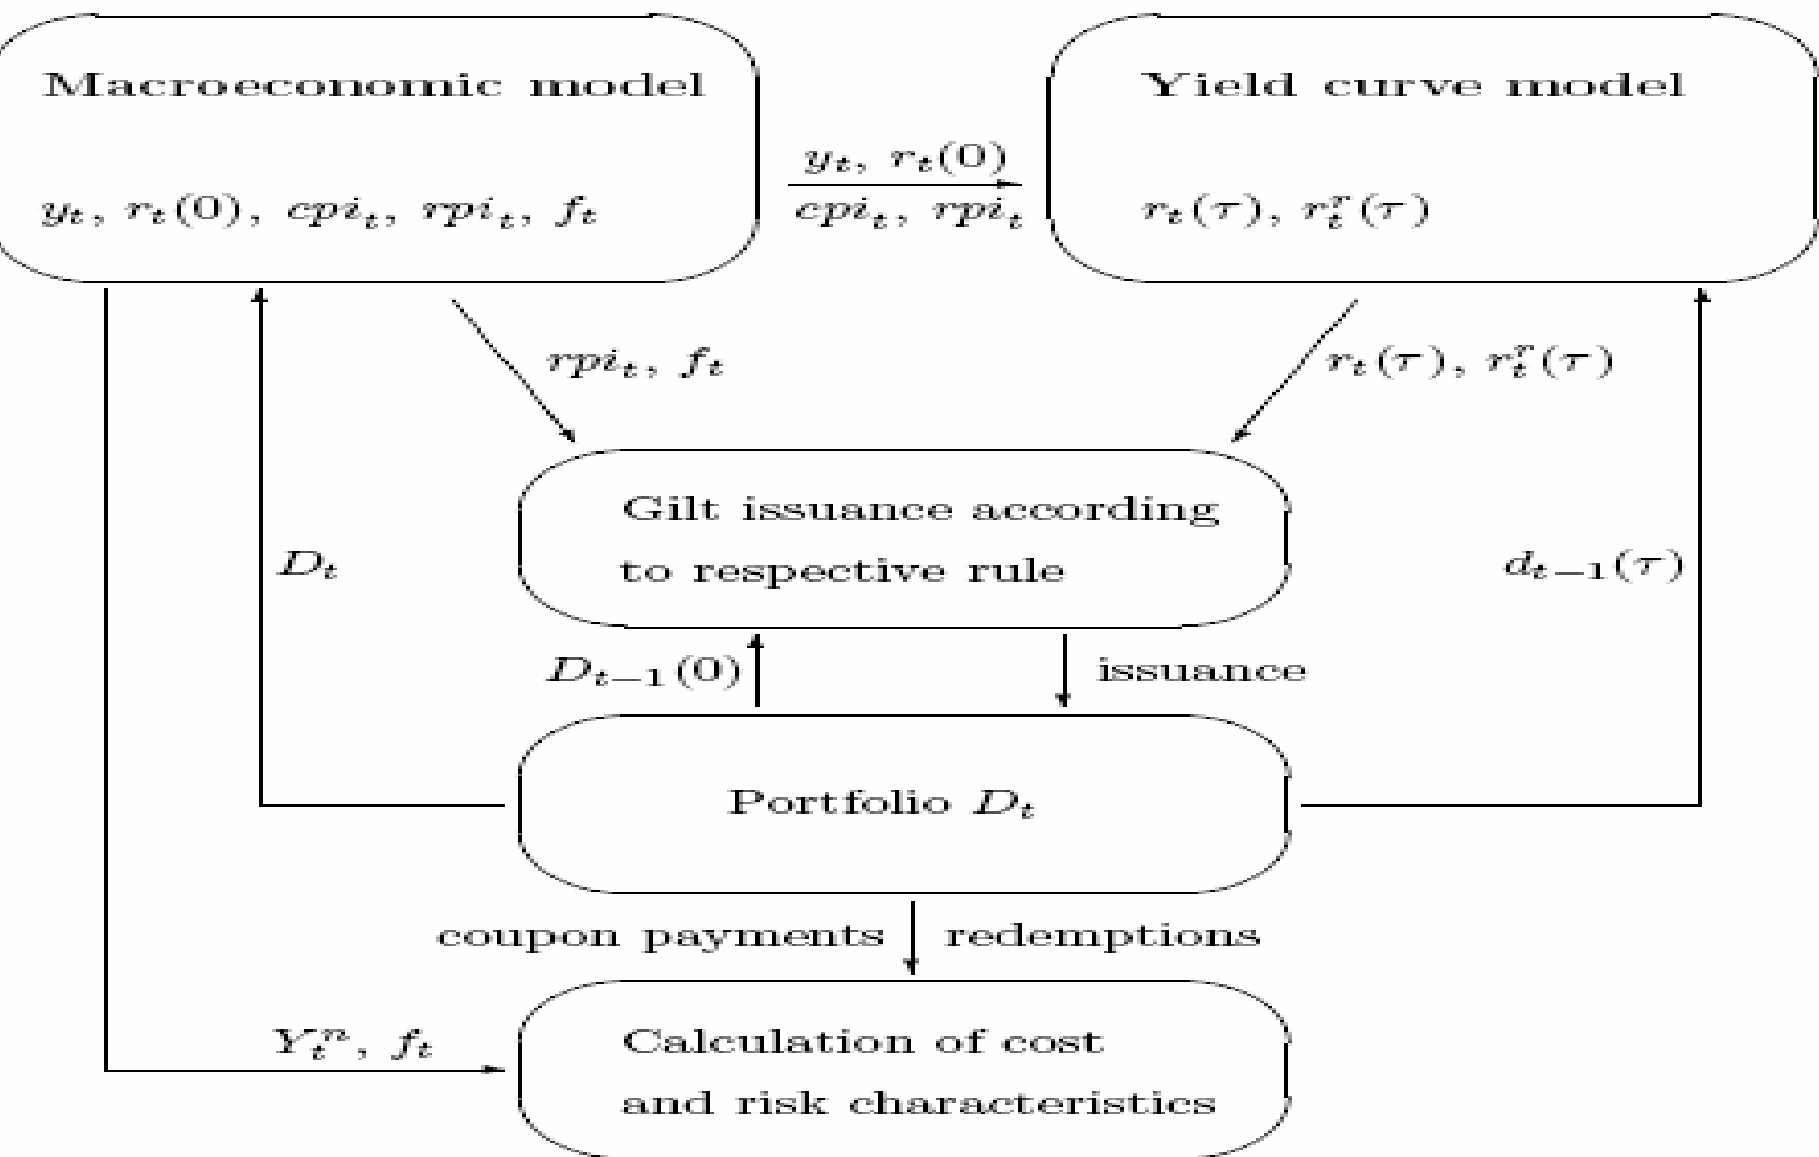 Macroeconomic model
y_t, r_t(0), cpi_t, rpi_t, f_t
y_t, r_t(0)
cpi_t, rpi_t
Yield curve model
r_t(τ), r_t^r(τ)
rpi_t, f_t
r_t(τ), r_t^r(τ)
Gilt issuance according
to respective rule
D_t
d_{t−1}(τ)
D_{t−1}(0)
issuance
Portfolio D_t
coupon payments
redemptions
Y_t^n, f_t
Calculation of cost
and risk characteristics